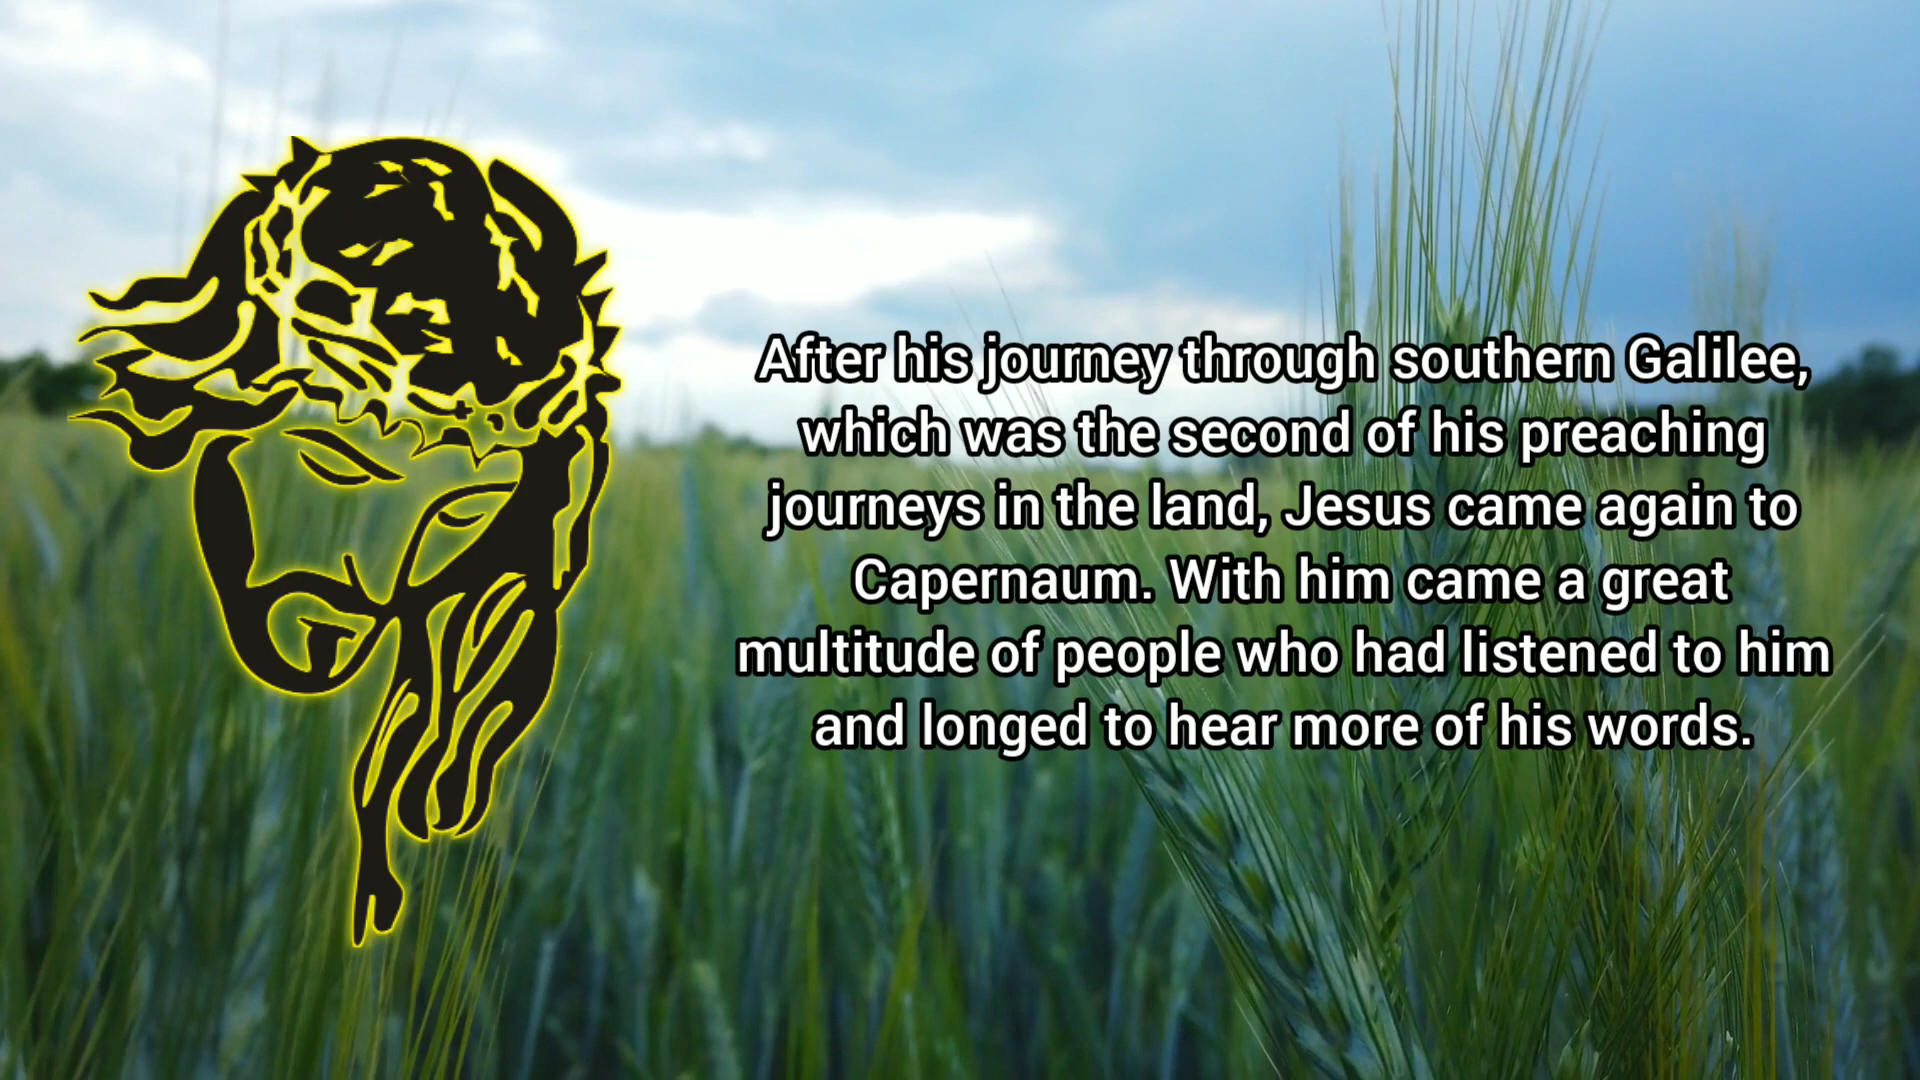 After his journey through southern Galilee,
which was the second of his preaching
journeys in the land, Jesus came again to
Capernaum. With him came a great
multitude of people who had listened to him
and longed to hear more of his words.